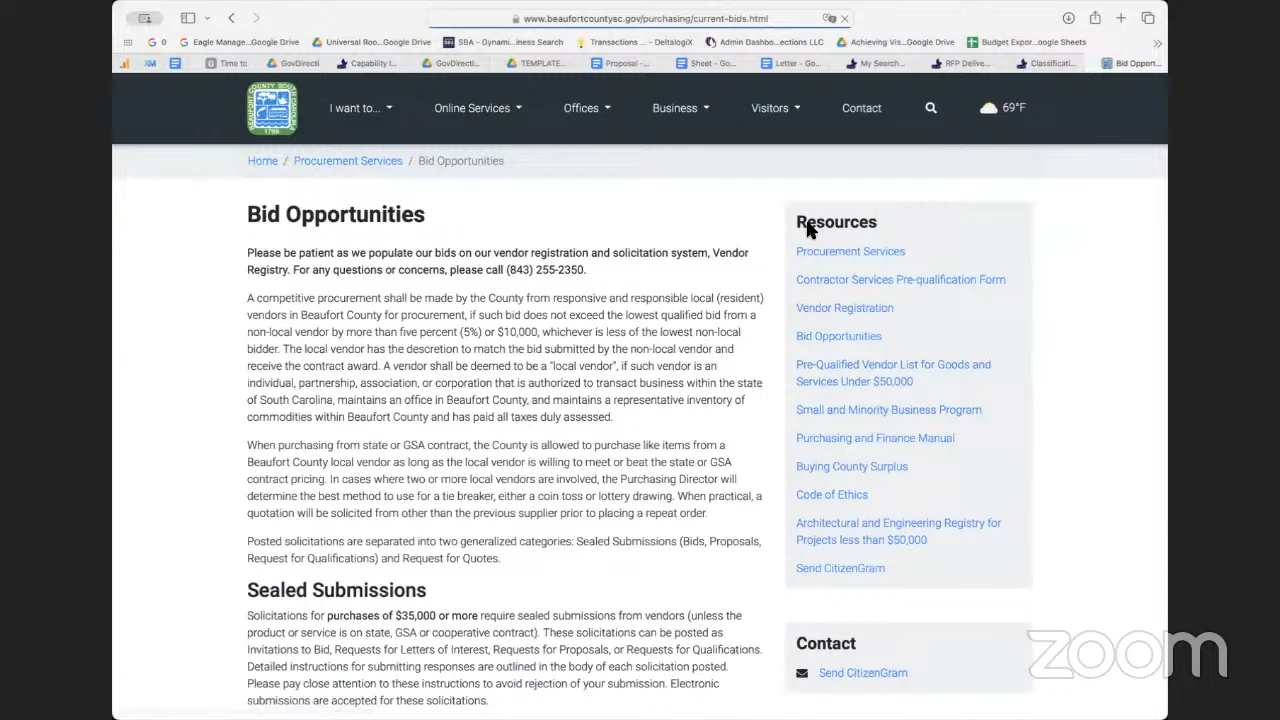 www.beaufortcountysc.gov/purchasing/current-bids.html
G 0
Eagle Manage...Google Drive
Universal Roo...Google Drive
SBA - Dynami...iness Search
Transactions ... - DeltalogiX
Admin Dashbo...ections LLC
Achieving Vis...Google Drive
Budget Expor...oogle Sheets
XM
Time to
GovDirecti
Capability I...
GovDirecti...
TEMPLATE...
Proposal -...
Sheet - Go...
Letter - Go...
My Search...
RFP Delive...
Classificati...
Bid Opport...
BEAUFORT COUNTY SOUTH CAROLINA
1769
I want to...
Online Services
Offices
Business
Visitors
Contact
69°F
Home / Procurement Services / Bid Opportunities
Bid Opportunities
Please be patient as we populate our bids on our vendor registration and solicitation system, Vendor
Registry. For any questions or concerns, please call (843) 255-2350.
A competitive procurement shall be made by the County from responsive and responsible local (resident)
vendors in Beaufort County for procurement, if such bid does not exceed the lowest qualified bid from a
non-local vendor by more than five percent (5%) or $10,000, whichever is less of the lowest non-local
bidder. The local vendor has the descretion to match the bid submitted by the non-local vendor and
receive the contract award. A vendor shall be deemed to be a "local vendor", if such vendor is an
individual, partnership, association, or corporation that is authorized to transact business within the state
of South Carolina, maintains an office in Beaufort County, and maintains a representative inventory of
commodities within Beaufort County and has paid all taxes duly assessed.
When purchasing from state or GSA contract, the County is allowed to purchase like items from a
Beaufort County local vendor as long as the local vendor is willing to meet or beat the state or GSA
contract pricing. In cases where two or more local vendors are involved, the Purchasing Director will
determine the best method to use for a tie breaker, either a coin toss or lottery drawing. When practical, a
quotation will be solicited from other than the previous supplier prior to placing a repeat order.
Posted solicitations are separated into two generalized categories: Sealed Submissions (Bids, Proposals,
Request for Qualifications) and Request for Quotes.
Sealed Submissions
Solicitations for purchases of $35,000 or more require sealed submissions from vendors (unless the
product or service is on state, GSA or cooperative contract). These solicitations can be posted as
Invitations to Bid, Requests for Letters of Interest, Requests for Proposals, or Requests for Qualifications.
Detailed instructions for submitting responses are outlined in the body of each solicitation posted.
Please pay close attention to these instructions to avoid rejection of your submission. Electronic
submissions are accepted for these solicitations.
Resources
Procurement Services
Contractor Services Pre-qualification Form
Vendor Registration
Bid Opportunities
Pre-Qualified Vendor List for Goods and
Services Under $50,000
Small and Minority Business Program
Purchasing and Finance Manual
Buying County Surplus
Code of Ethics
Architectural and Engineering Registry for
Projects less than $50,000
Send CitizenGram
Contact
Send CitizenGram
zoom